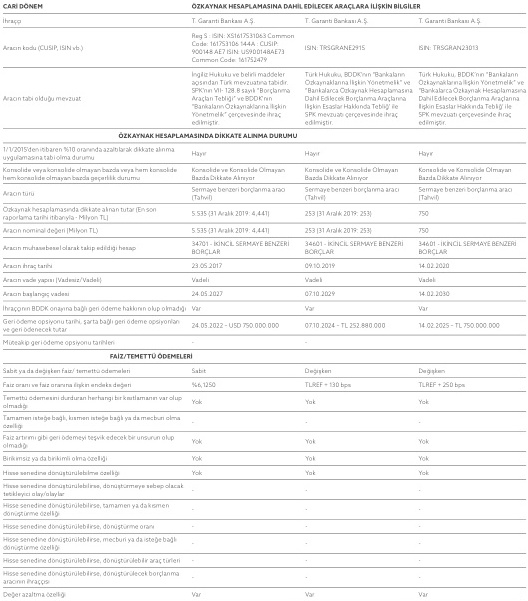 CARİ DÖNEM ÖZKAYNAK HESAPLAMASINA DAHİL EDİLECEK ARAÇLARA İLİŞKİN BİLGİLER
İhraççı T. Garanti Bankası A.Ş. T. Garanti Bankası A.Ş. T. Garanti Bankası A.Ş.
Aracın kodu (CUSIP, ISIN vb.) Reg S : ISIN: XS1617531063 Common Code: 161753106 144A : CUSIP: 900148 AE7 ISIN: US900148AE73 Common Code: 161752479 ISIN: TRSGRANE2915 ISIN: TRSGRAN23013
Aracın tabi olduğu mevzuat İngiliz Hukuku ve belirli maddeler açısından Türk mevzuatına tabidir. SPK'nın VII- 128.8 sayılı "Borçlanma Araçları Tebliği" ve BDDK'nın "Bankaların Özkaynaklarına İlişkin Yönetmelik" çerçevesinde ihraç edilmiştir. Türk Hukuku, BDDK'nın "Bankaların Özkaynaklarına İlişkin Yönetmelik" ve "Bankalarca Özkaynak Hesaplamasına Dahil Edilecek Borçlanma Araçlarına İlişkin Esaslar Hakkında Tebliğ" ile SPK mevzuatı çerçevesinde ihraç edilmiştir. Türk Hukuku, BDDK'nın "Bankaların Özkaynaklarına İlişkin Yönetmelik" ve "Bankalarca Özkaynak Hesaplamasına Dahil Edilecek Borçlanma Araçlarına İlişkin Esaslar Hakkında Tebliğ" ile SPK mevzuatı çerçevesinde ihraç edilmiştir.
ÖZKAYNAK HESAPLAMASINDA DİKKATE ALINMA DURUMU
1/1/2015'den itibaren %10 oranında azaltılarak dikkate alınma uygulamasına tabi olma durumu Hayır Hayır Hayır
Konsolide veya konsolide olmayan bazda veya hem konsolide hem konsolide olmayan bazda geçerlilik durumu Konsolide ve Konsolide Olmayan Bazda Dikkate Alınıyor Konsolide ve Konsolide Olmayan Bazda Dikkate Alınıyor Konsolide ve Konsolide Olmayan Bazda Dikkate Alınıyor
Aracın türü Sermaye benzeri borçlanma aracı (Tahvil) Sermaye benzeri borçlanma aracı (Tahvil) Sermaye benzeri borçlanma aracı (Tahvil)
Özkaynak hesaplamasında dikkate alınan tutar (En son raporlama tarihi itibarıyla - Milyon TL) 5.535 (31 Aralık 2019: 4,441) 253 (31 Aralık 2019: 253) 750
Aracın nominal değeri (Milyon TL) 5.535 (31 Aralık 2019: 4,441) 253 (31 Aralık 2019: 253) 750
Aracın muhasebesel olarak takip edildiği hesap 34701 - İKİNCİL SERMAYE BENZERİ BORÇLAR 34601 - İKİNCİL SERMAYE BENZERİ BORÇLAR 34601 - İKİNCİL SERMAYE BENZERİ BORÇLAR
Aracın ihraç tarihi 23.05.2017 09.10.2019 14.02.2020
Aracın vade yapısı (Vadesiz/Vadeli) Vadeli Vadeli Vadeli
Aracın başlangıç vadesi 24.05.2027 07.10.2029 14.02.2030
İhraççının BDDK onayına bağlı geri ödeme hakkının olup olmadığı Var Var Var
Geri ödeme opsiyonu tarihi, şarta bağlı geri ödeme opsiyonları ve geri ödenecek tutar 24.05.2022 – USD 750.000.000 07.10.2024 – TL 252.880.000 14.02.2025 – TL 750.000.000
Müteakip geri ödeme opsiyonu tarihleri - -
FAİZ/TEMETTÜ ÖDEMELERİ
Sabit ya da değişken faiz/ temettü ödemeleri Sabit Değişken Değişken
Faiz oranı ve faiz oranına ilişkin endeks değeri %6,1250 TLREF + 130 bps TLREF + 250 bps
Temettü ödemesini durduran herhangi bir kısıtlamanın var olup olmadığı Yok Yok Yok
Tamamen isteğe bağlı, kısmen isteğe bağlı ya da mecburi olma özelliği - - -
Faiz artırımı gibi geri ödemeyi teşvik edecek bir unsurun olup olmadığı Yok Yok Yok
Birikimsiz ya da birikimli olma özelliği Yok Yok Yok
Hisse senedine dönüştürülebilme özelliği Yok Yok Yok
Hisse senedine dönüştürülebilirse, dönüştürmeye sebep olacak tetikleyici olay/olaylar - - -
Hisse senedine dönüştürülebilirse, tamamen ya da kısmen dönüştürme özelliği - - -
Hisse senedine dönüştürülebilirse, dönüştürme oranı - - -
Hisse senedine dönüştürülebilirse, mecburi ya da isteğe bağlı dönüştürme özelliği - - -
Hisse senedine dönüştürülebilirse, dönüştürülebilir araç türleri - - -
Hisse senedine dönüştürülebilirse, dönüştürülecek borçlanma aracının ihraççısı - - -
Değer azaltma özelliği Var Var Var